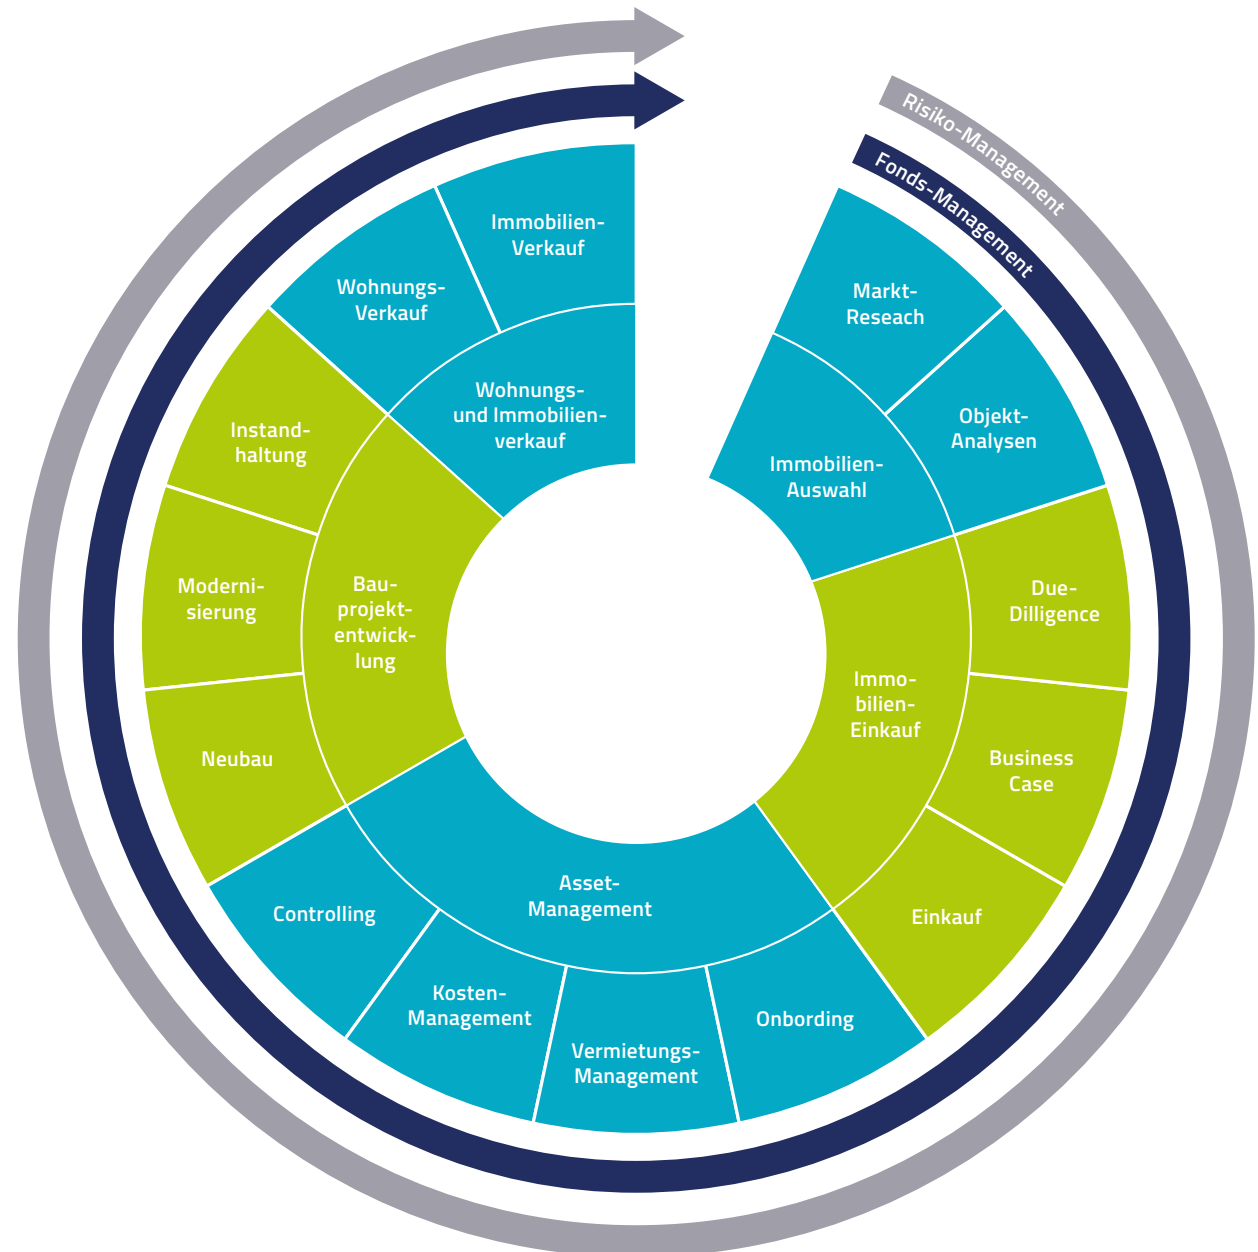 Risiko-Management
Fonds-Management
Markt-
Reseach
Objekt-
Analysen
Immobilien-
Auswahl
Due-
Dilligence
Business
Case
Einkauf
Immo-
bilien-
Einkauf
Onbording
Vermietungs-
Management
Kosten-
Management
Controlling
Asset-
Management
Neubau
Moderni-
sierung
Instand-
haltung
Bau-
projekt-
entwick-
lung
Wohnungs-
Verkauf
Immobilien-
Verkauf
Wohnungs-
und Immobilien-
verkauf